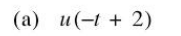 (a) u(−t + 2)